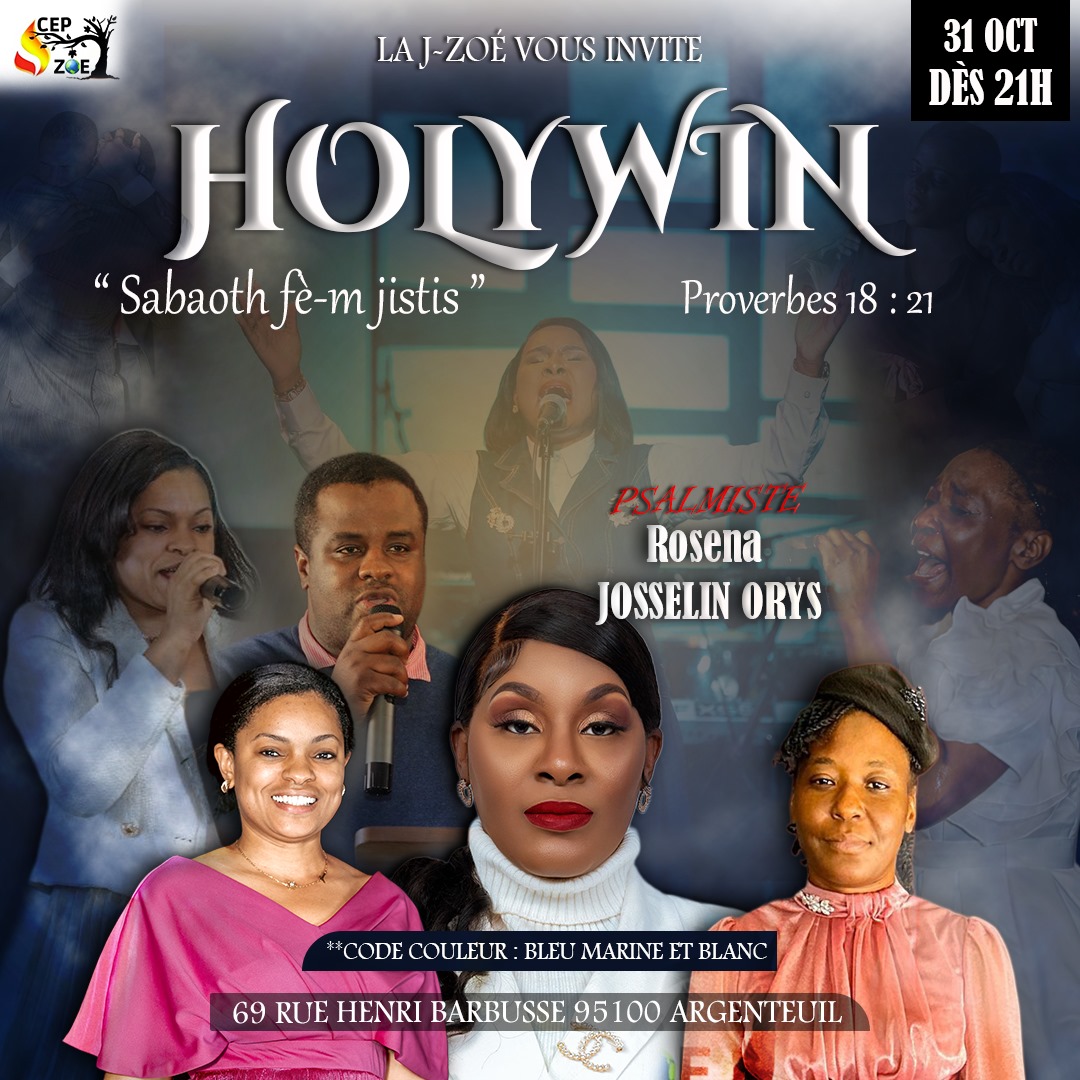 CEP
ZOE
LA J-ZOÉ VOUS INVITE
31 OCT
DÈS 21H
HOLYWIN
“ Sabaoth fè-m jistis ”
Proverbes 18 : 21
PSALMISTE
Rosena
JOSSELIN ORYS
**CODE COULEUR : BLEU MARINE ET BLANC
69 RUE HENRI BARBUSSE 95100 ARGENTEUIL